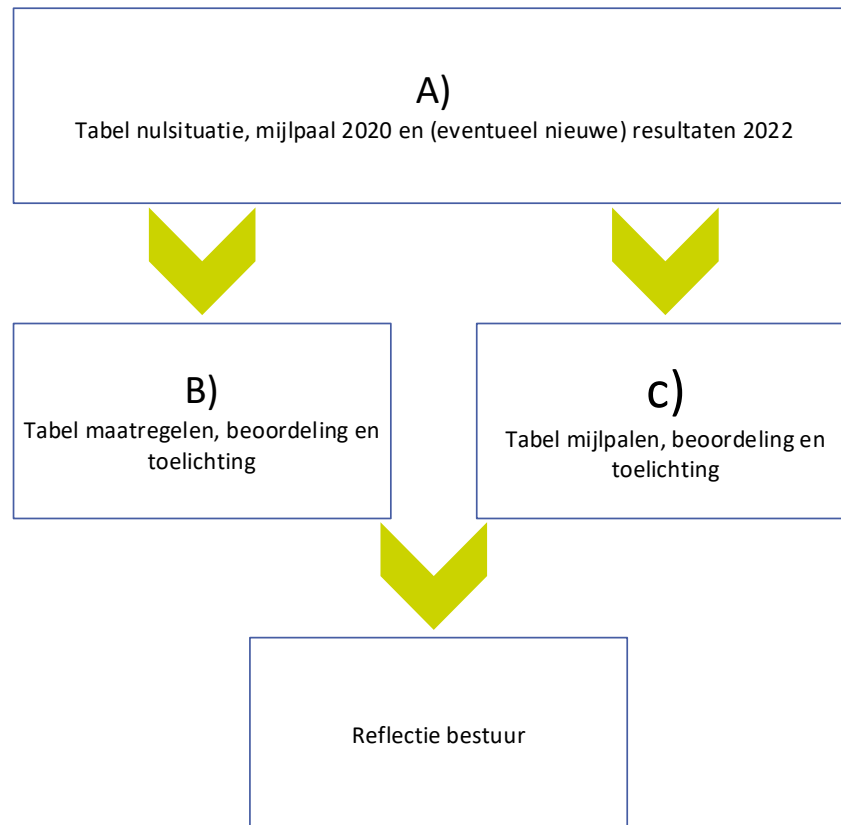 A)
Tabel nulsituatie, mijlpaal 2020 en (eventueel nieuwe) resultaten 2022
B)
Tabel maatregelen, beoordeling en
toelichting
c)
Tabel mijlpalen, beoordeling en
toelichting
Reflectie bestuur